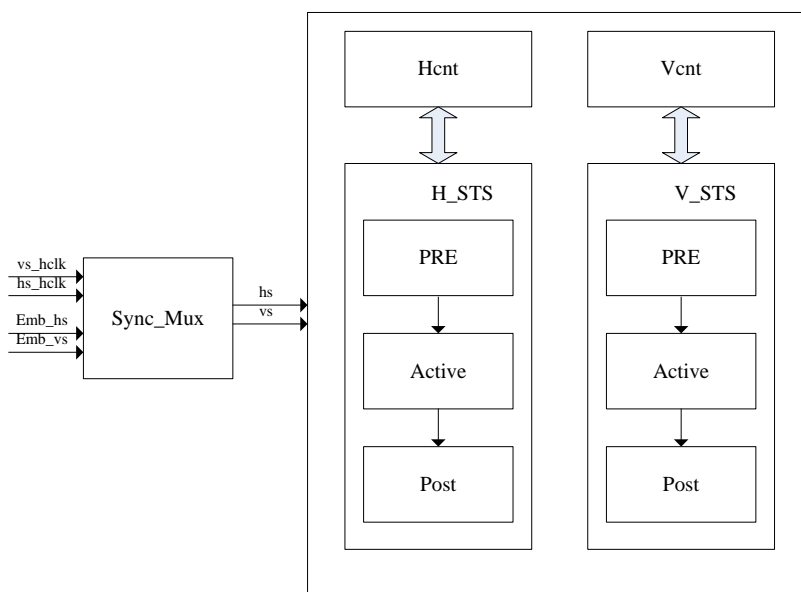 Hcnt
Vcnt
H_STS
V_STS
PRE
PRE
vs_hclk
hs_hclk
Emb_hs
Emb_vs
Sync_Mux
hs
vs
Active
Active
Post
Post